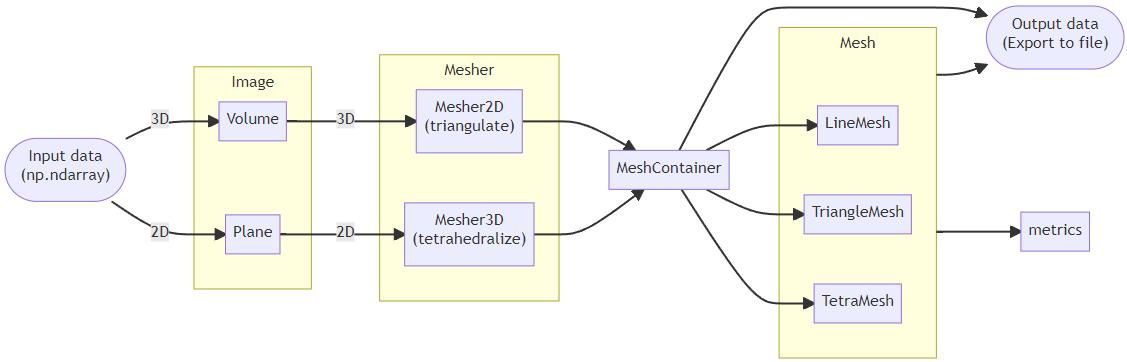 Input data
(np.ndarray)
3D
2D
Image
Volume
Plane
3D
2D
Mesher
Mesher2D
(triangulate)
Mesher3D
(tetrahedralize)
MeshContainer
Mesh
LineMesh
TriangleMesh
TetraMesh
Output data
(Export to file)
metrics